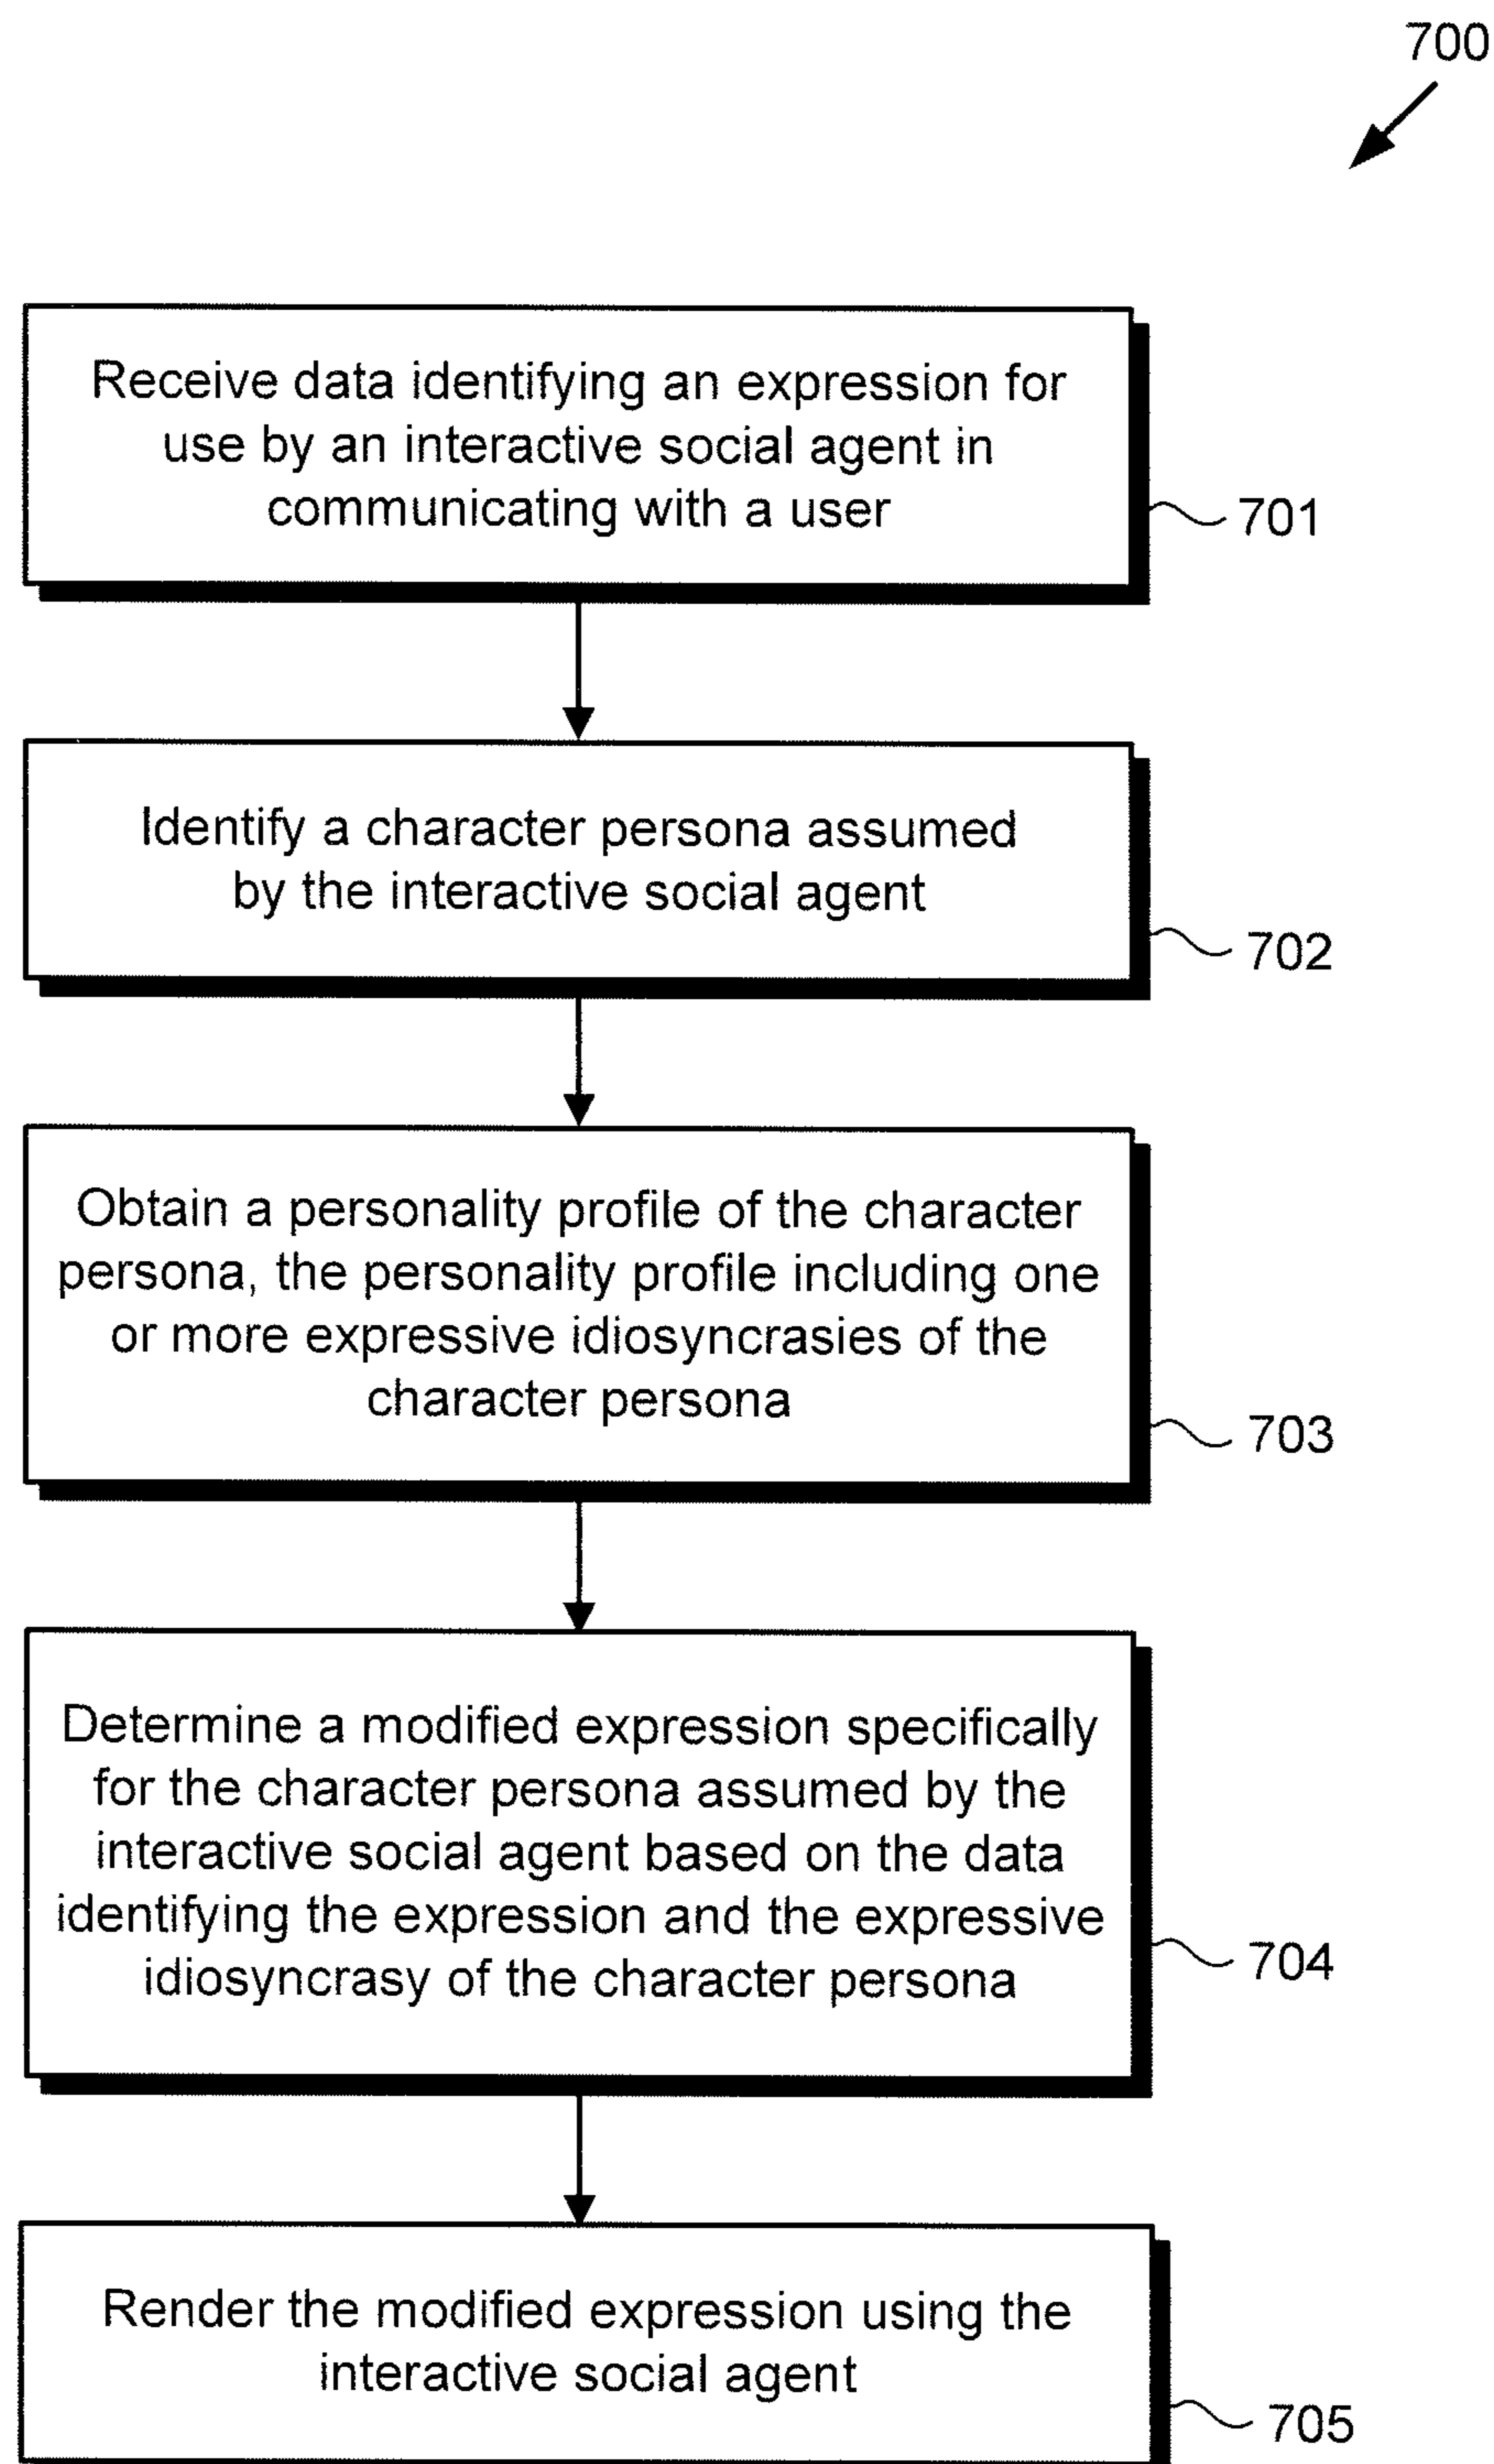 700
Receive data identifying an expression for
use by an interactive social agent in
communicating with a user
701
Identify a character persona assumed
by the interactive social agent
702
Obtain a personality profile of the character
persona, the personality profile including one
or more expressive idiosyncrasies of the
character persona
703
Determine a modified expression specifically
for the character persona assumed by the
interactive social agent based on the data
identifying the expression and the expressive
idiosyncrasy of the character persona
704
Render the modified expression using the
interactive social agent
705